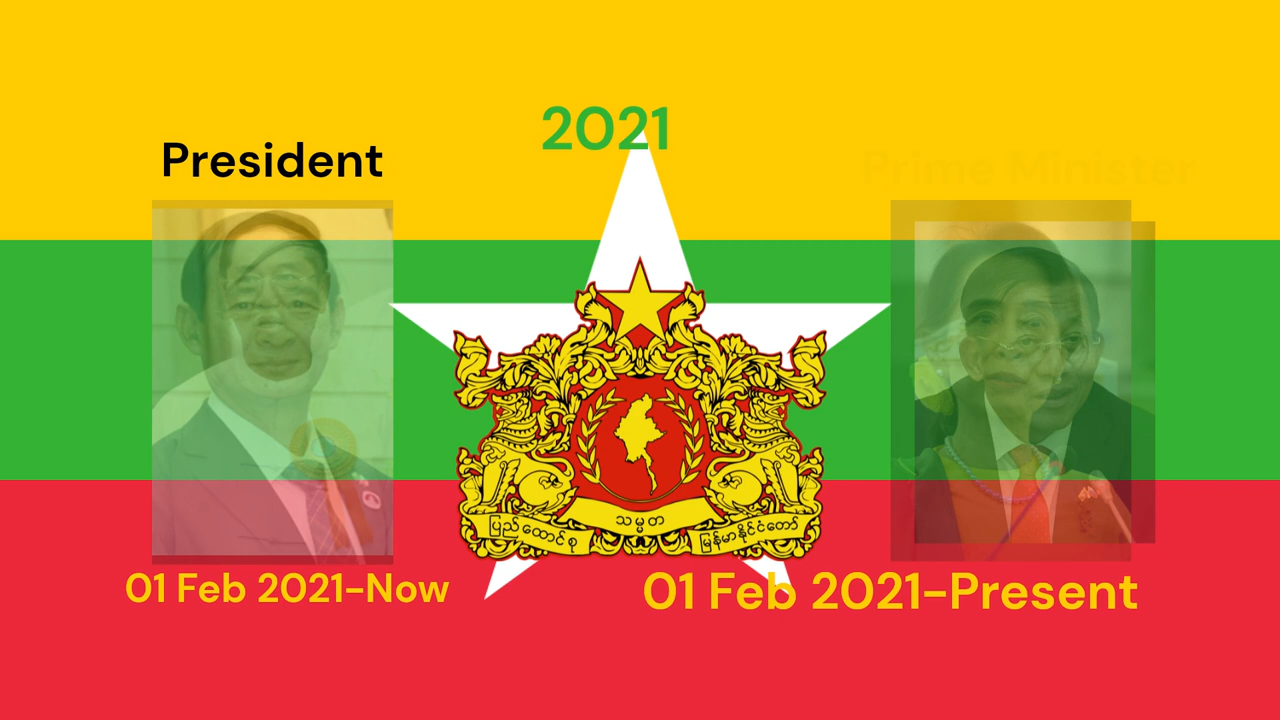 2021
President
Prime Minister
သမ္မတ
ပြည်ထောင်စု
မြန်မာနိုင်ငံတော်
01 Feb 2021-Now
01 Feb 2021-Present